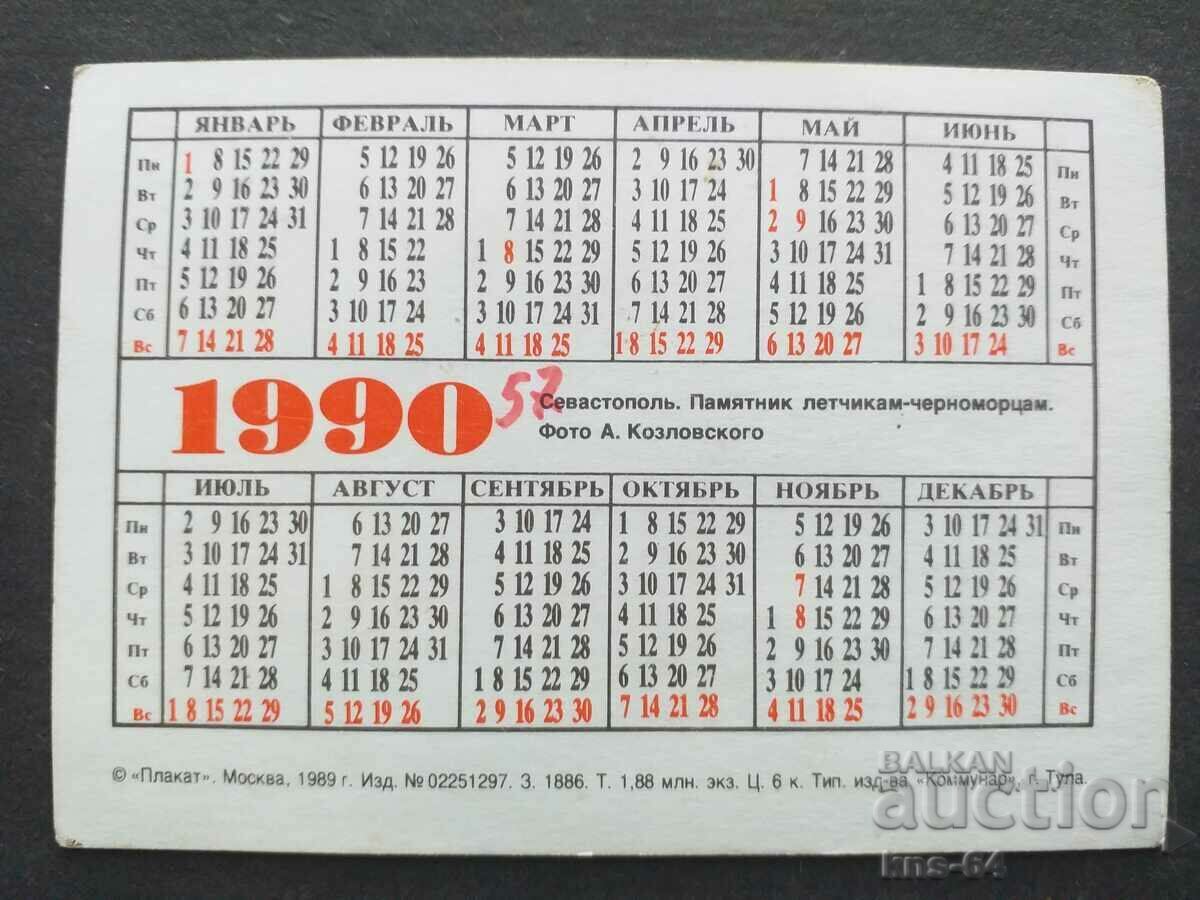 ЯНВАРЬ ФЕВРАЛЬ МАРТ АПРЕЛЬ МАЙ ИЮНЬ
Пн 1 8 15 22 29 5 12 19 26 5 12 19 26 2 9 16 23 30 7 14 21 28 4 11 18 25 Пн
Вт 2 9 16 23 30 6 13 20 27 6 13 20 27 3 10 17 24 1 8 15 22 29 5 12 19 26 Вт
Ср 3 10 17 24 31 7 14 21 28 7 14 21 28 4 11 18 25 2 9 16 23 30 6 13 20 27 Ср
Чт 4 11 18 25 1 8 15 22 1 8 15 22 29 5 12 19 26 3 10 17 24 31 7 14 21 28 Чт
Пт 5 12 19 26 2 9 16 23 2 9 16 23 30 6 13 20 27 4 11 18 25 1 8 15 22 29 Пт
Сб 6 13 20 27 3 10 17 24 3 10 17 24 31 7 14 21 28 5 12 19 26 2 9 16 23 30 Сб
Вс 7 14 21 28 4 11 18 25 4 11 18 25 1 8 15 22 29 6 13 20 27 3 10 17 24 Вс
1990 57
Севастополь. Памятник летчикам-черноморцам.
Фото А. Козловского
ИЮЛЬ АВГУСТ СЕНТЯБРЬ ОКТЯБРЬ НОЯБРЬ ДЕКАБРЬ
Пн 2 9 16 23 30 6 13 20 27 3 10 17 24 1 8 15 22 29 5 12 19 26 3 10 17 24 31 Пн
Вт 3 10 17 24 31 7 14 21 28 4 11 18 25 2 9 16 23 30 6 13 20 27 4 11 18 25 Вт
Ср 4 11 18 25 1 8 15 22 29 5 12 19 26 3 10 17 24 31 7 14 21 28 5 12 19 26 Ср
Чт 5 12 19 26 2 9 16 23 30 6 13 20 27 4 11 18 25 1 8 15 22 29 6 13 20 27 Чт
Пт 6 13 20 27 3 10 17 24 31 7 14 21 28 5 12 19 26 2 9 16 23 30 7 14 21 28 Пт
Сб 7 14 21 28 4 11 18 25 1 8 15 22 29 6 13 20 27 3 10 17 24 1 8 15 22 29 Сб
Вс 1 8 15 22 29 5 12 19 26 2 9 16 23 30 7 14 21 28 4 11 18 25 2 9 16 23 30 Вс
© «Плакат». Москва, 1989 г. Изд. № 02251297. З. 1886. Т. 1,88 млн. экз. Ц. 6 к. Тип. изд-ва «Коммунар», г. Тула.
BALKAN
auction
kns-64